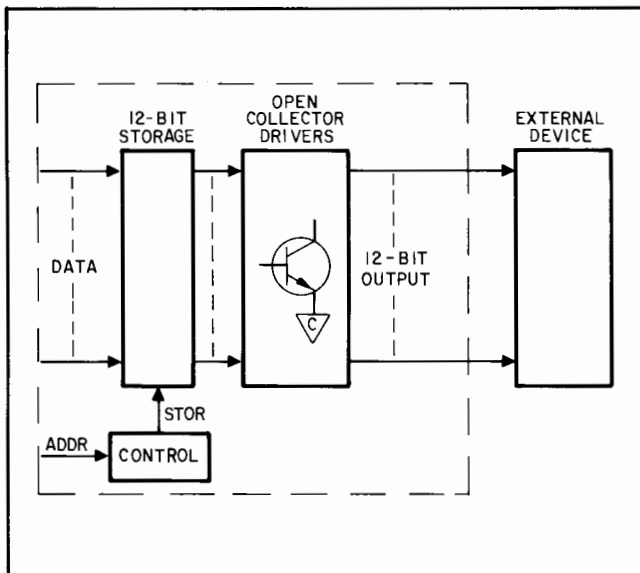 12-BIT
STORAGE
OPEN
COLLECTOR
DRIVERS
EXTERNAL
DEVICE
DATA
12-BIT
OUTPUT
C
STOR
ADDR
CONTROL